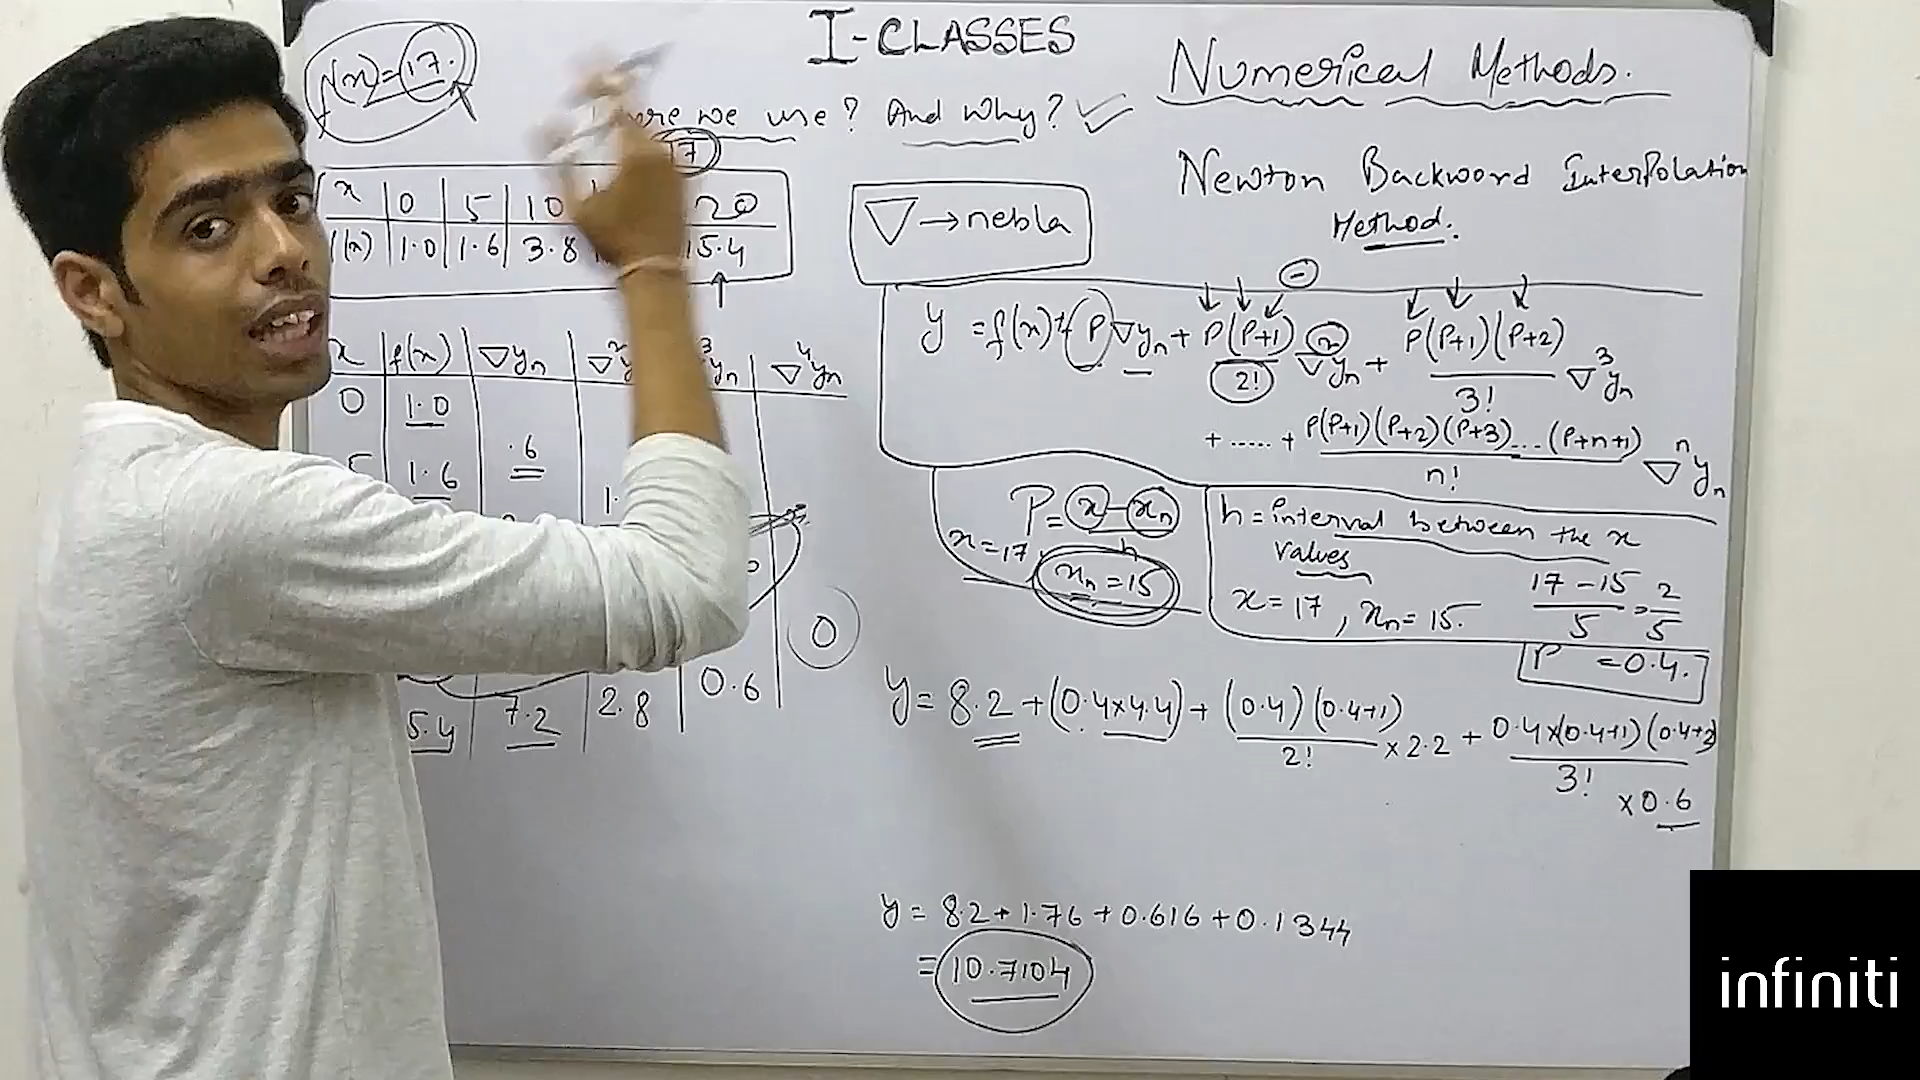 I-CLASSES
Numerical Methods.
f(x)=17.
we use? And Why?
17
Newton Backword Interpolation
Method.
x 0 5 10 20
f(x) 1.0 1.6 3.8 15.4
▽ → nebla
y = f(x) + P▽yₙ + P(P+1)/2! ▽²yₙ + P(P+1)(P+2)/3! ▽³yₙ
+ ..... + P(P+1)(P+2)(P+3)...(P+n+1)/n! ▽ⁿyₙ
x f(x) ▽yₙ ▽²y ³yₙ ▽⁴yₙ
0 1.0
.6
5 1.6
1.
0
5.4 7.2 2.8 0.6
P = x - xₙ / h
x = 17, xₙ = 15
h = interval between the x
values
x = 17, xₙ = 15.
17-15/5 = 2/5
P = 0.4.
y = 8.2 + (0.4×4.4) + (0.4)(0.4+1)/2! × 2.2 + 0.4×(0.4+1)(0.4+2)/3!
× 0.6
y = 8.2 + 1.76 + 0.616 + 0.1344
= 10.7104
infiniti